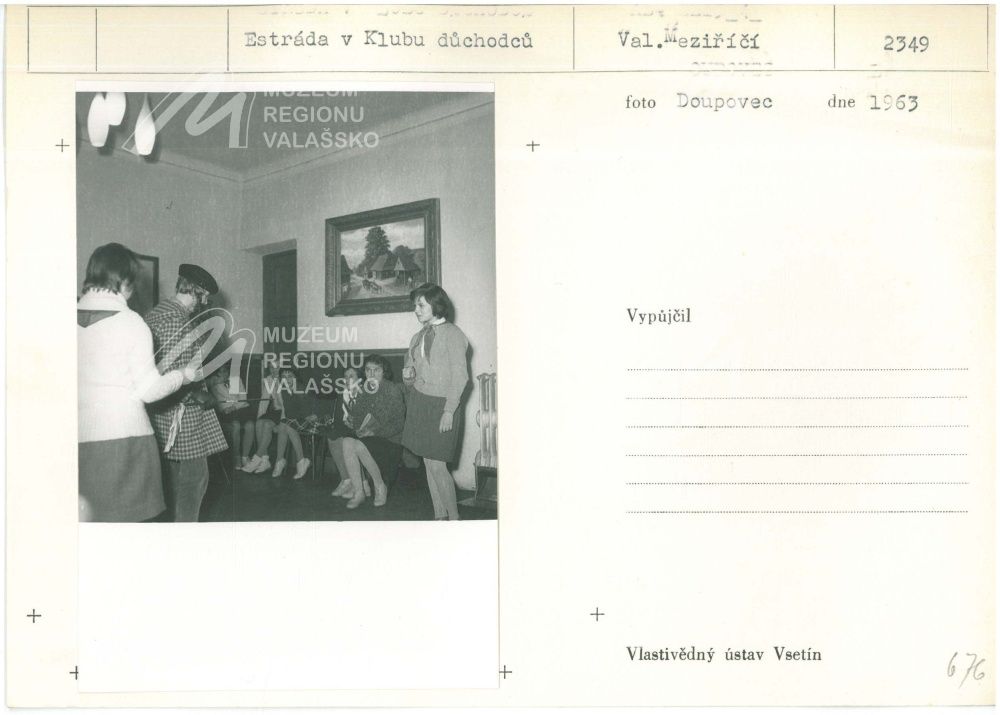 Estráda v Klubu důchodců
Val.Meziříčí
2349
foto Doupovec dne 1963
MUZEUM
REGIONU
VALAŠSKO
MUZEUM
REGIONU
VALAŠSKO
Vypůjčil
Vlastivědný ústav Vsetín
676